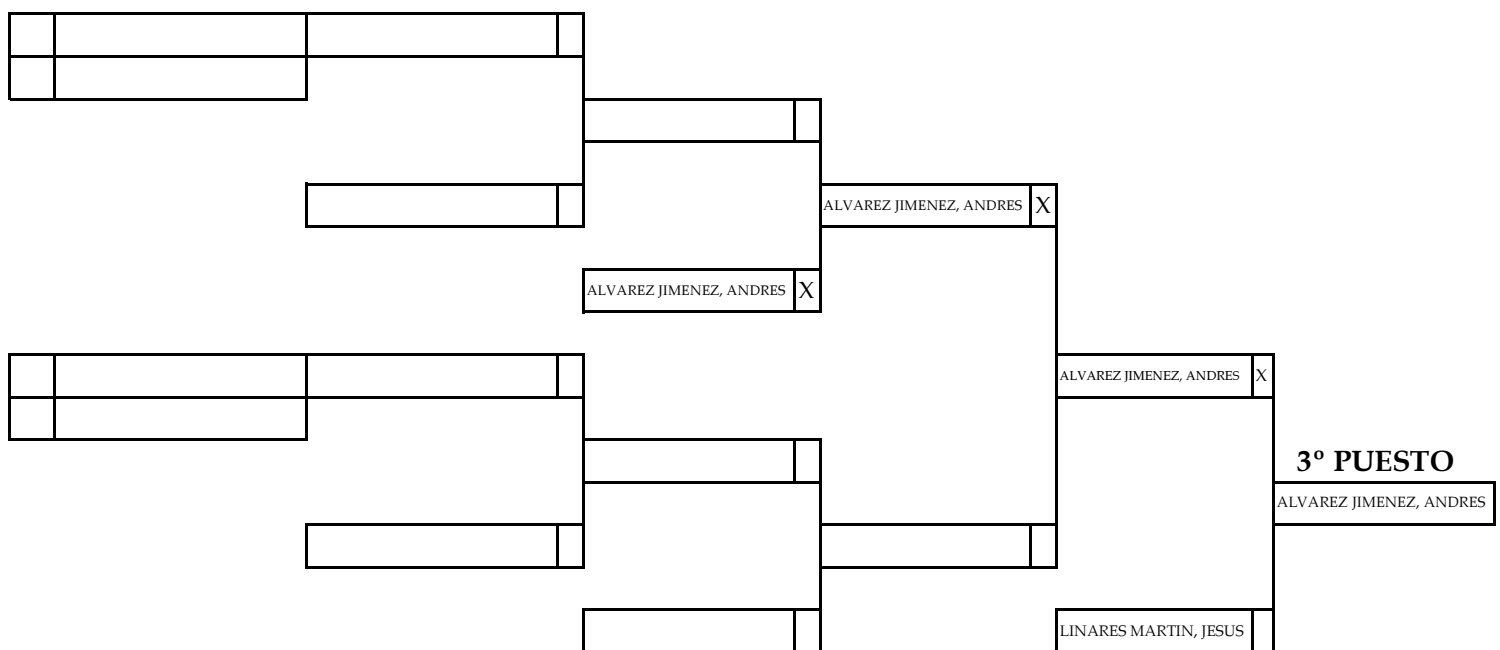 ALVAREZ JIMENEZ, ANDRES X
ALVAREZ JIMENEZ, ANDRES X
ALVAREZ JIMENEZ, ANDRES X
3º PUESTO
ALVAREZ JIMENEZ, ANDRES
LINARES MARTIN, JESUS